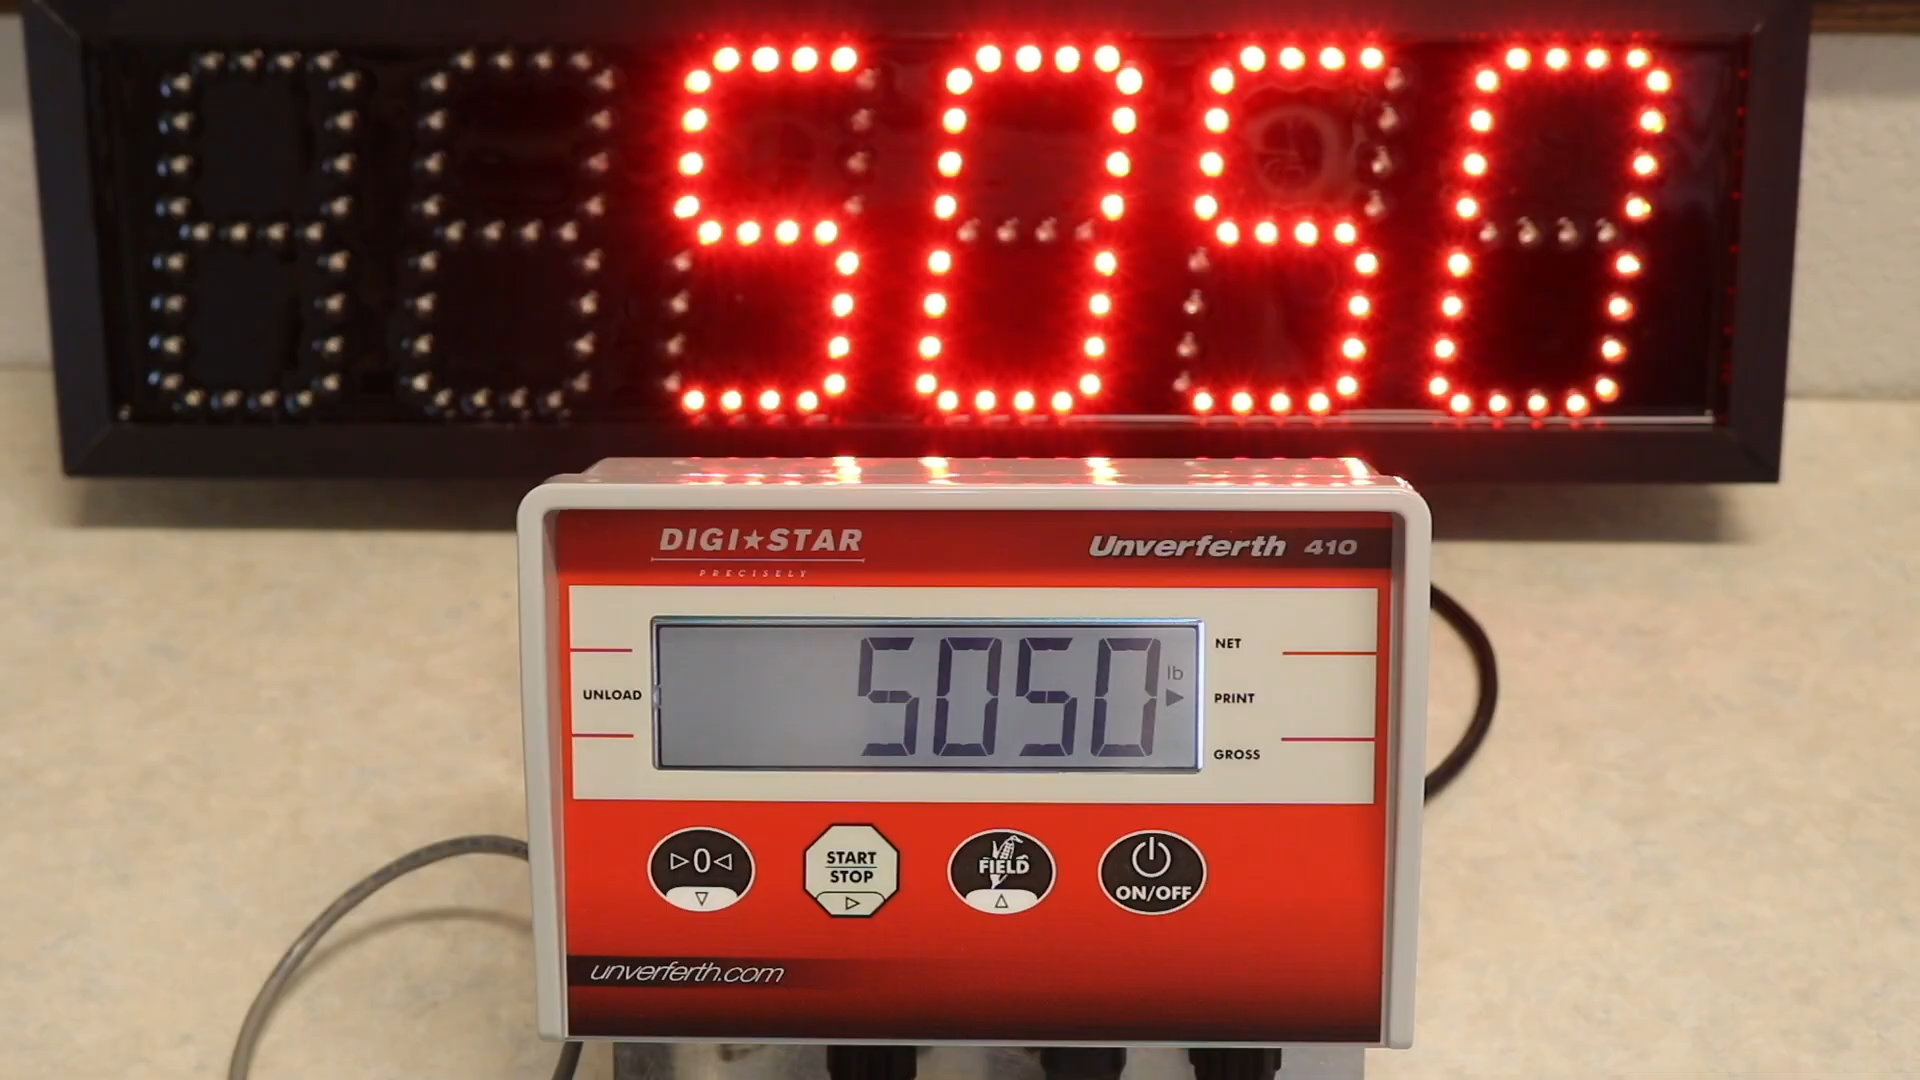 5050
DIGI★STAR
PRECISELY
Unverferth 410
5050
lb
NET
UNLOAD
PRINT
GROSS
0
START
STOP
FIELD
ON/OFF
unverferth.com